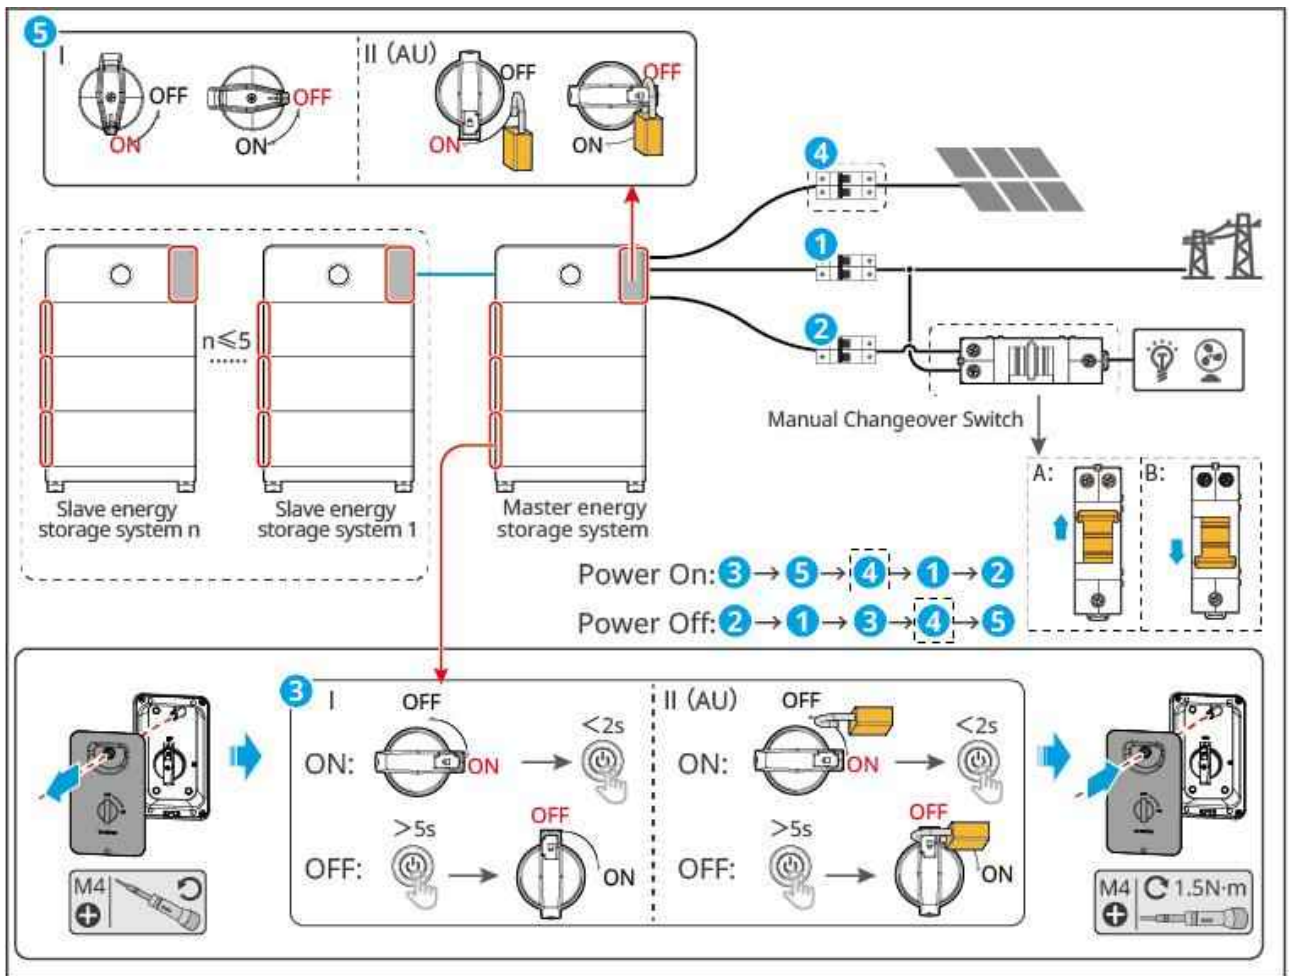 5
I
OFF
ON
OFF
ON
II (AU)
OFF
ON
OFF
ON
4
1
2
n≤5
......
Manual Changeover Switch
A:
B:
Slave energy
storage system n
Slave energy
storage system 1
Master energy
storage system
Power On: 3 → 5 → 4 → 1 → 2
Power Off: 2 → 1 → 3 → 4 → 5
3
I
OFF
ON:
ON
<2s
>5s
OFF:
OFF
ON
II (AU)
OFF
ON:
ON
<2s
>5s
OFF:
OFF
ON
M4
M4
1.5N·m